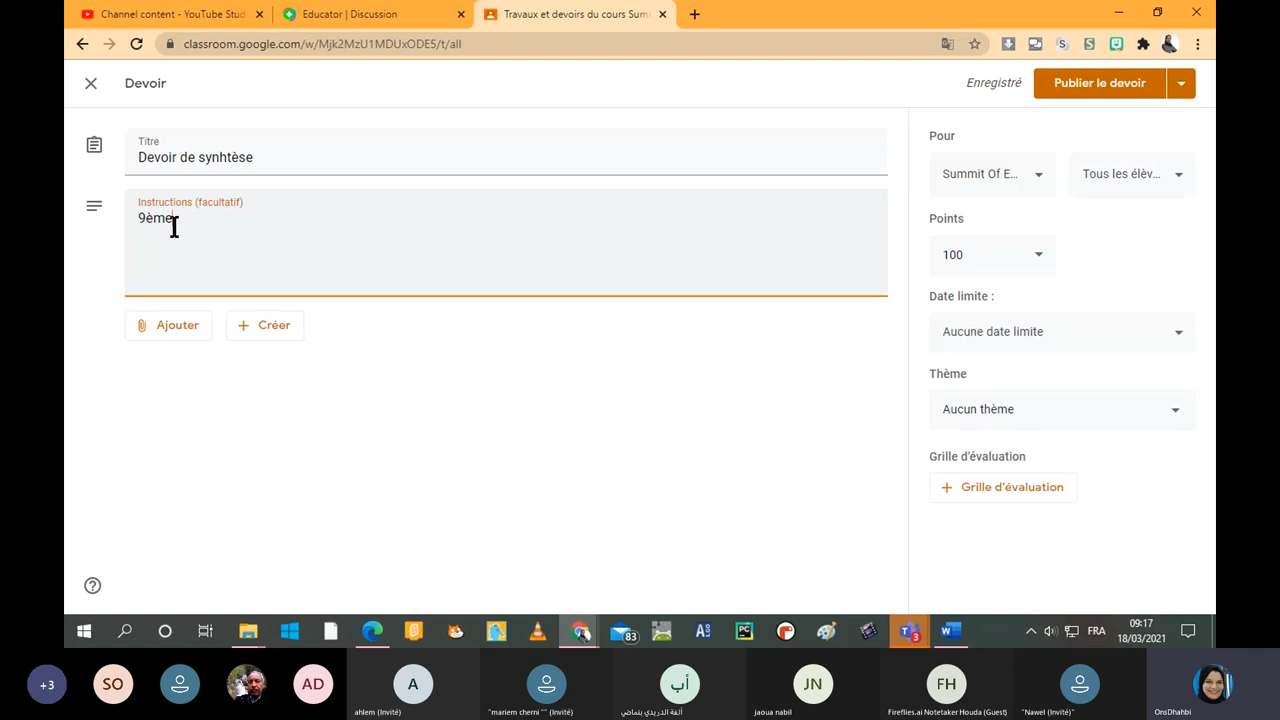 Channel content - YouTube Stud
Educator | Discussion
Travaux et devoirs du cours Sum
classroom.google.com/w/Mjk2MzU1MDUxODE5/t/all
Devoir
Enregistré
Publier le devoir
Titre
Devoir de synhtèse
Instructions (facultatif)
9ème
Ajouter
Créer
Pour
Summit Of E...
Tous les élèv...
Points
100
Date limite :
Aucune date limite
Thème
Aucun thème
Grille d'évaluation
Grille d'évaluation
83
3
FRA
09:17
18/03/2021
+3
SO
AD
A
أب
JN
FH
ahlem (Invité)
"mariem cherni "" (Invité)
ألفة الدريدي بنماضي
jaoua nabil
Fireflies.ai Notetaker Houda (Guest)
"Nawel (Invité)
OnsDhahbi